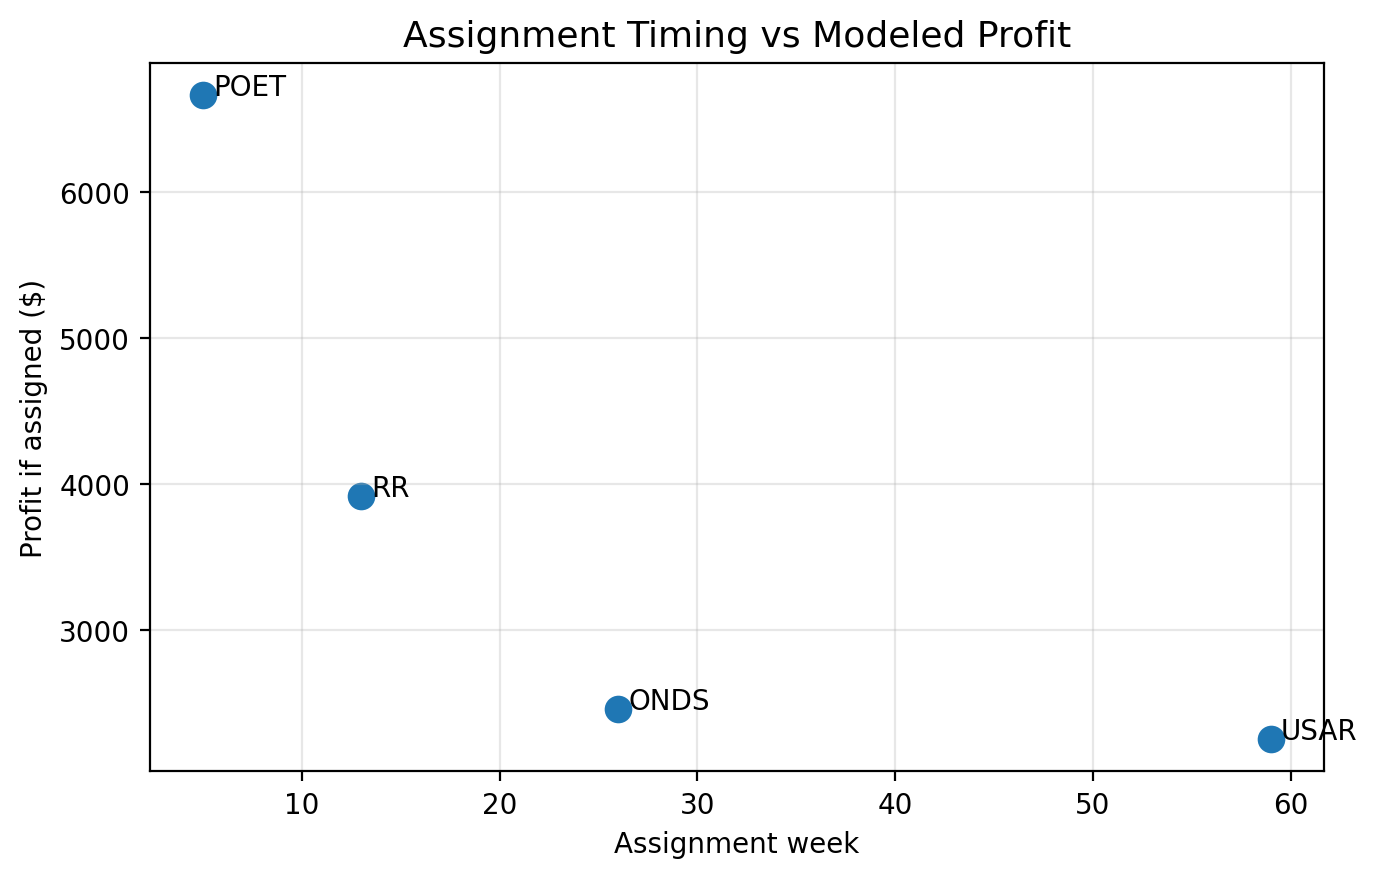 Assignment Timing vs Modeled Profit
POET
6000
5000
Profit if assigned ($)
4000
RR
3000
ONDS
USAR
10 20 30 40 50 60
Assignment week